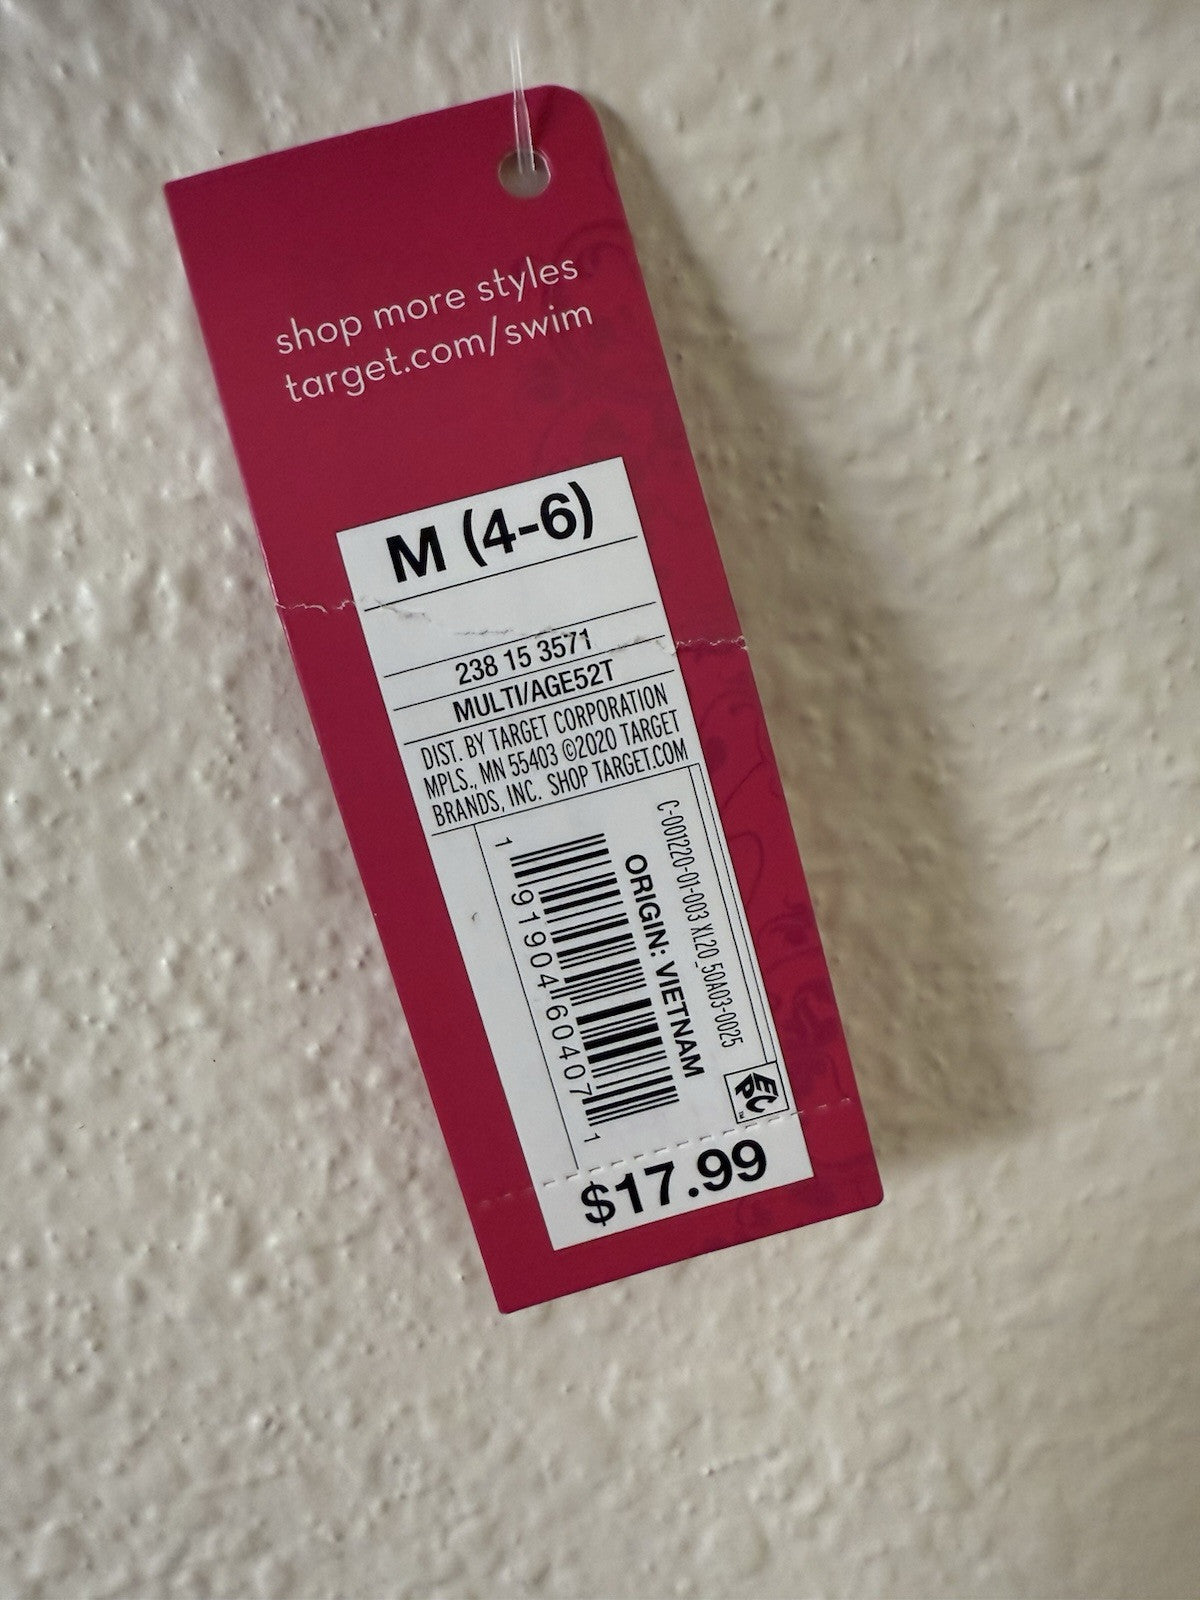 shop more styles
target.com/swim
M (4-6)
238 15 3571
MULTI/AGE52T
DIST. BY TARGET CORPORATION
MPLS., MN 55403 ©2020 TARGET
BRANDS, INC. SHOP TARGET.COM
C-001220-01-003 XL20_50A03-0025
ORIGIN: VIETNAM
1 91904 60407 1
EPC
$17.99